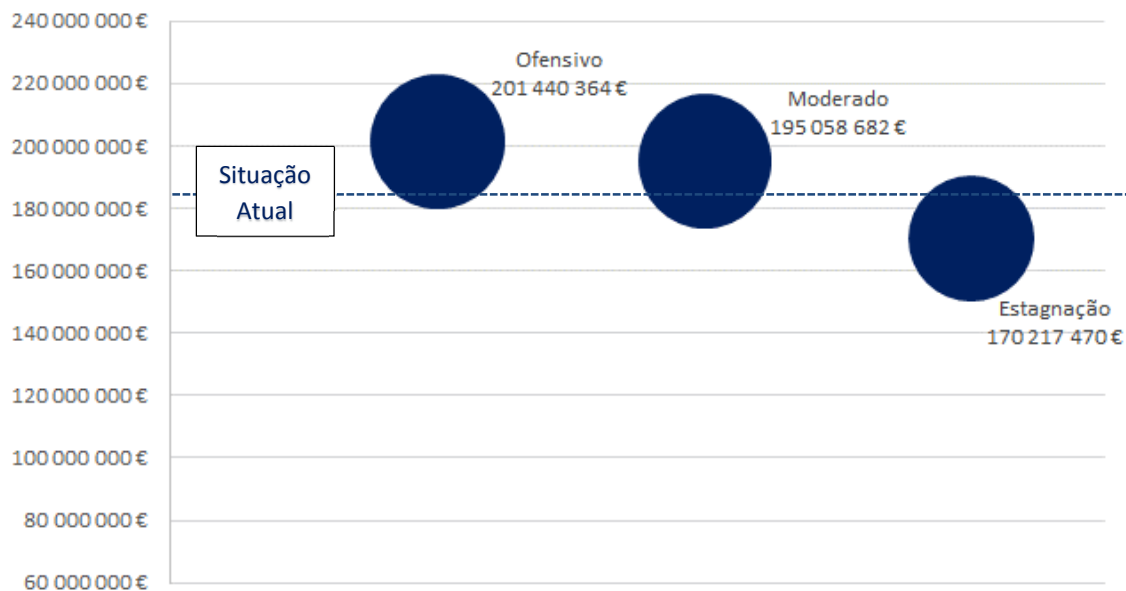 240 000 000 €
220 000 000 €
200 000 000 €
180 000 000 €
160 000 000 €
140 000 000 €
120 000 000 €
100 000 000 €
80 000 000 €
60 000 000 €
Situação
Atual
Ofensivo
201 440 364 €
Moderado
195 058 682 €
Estagnação
170 217 470 €